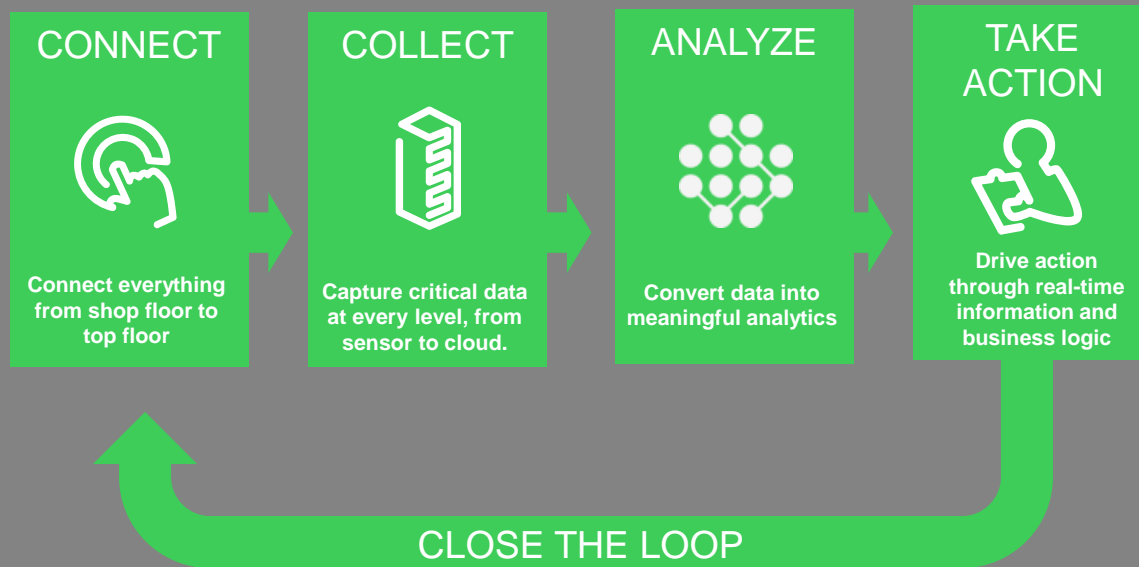 CONNECT
Connect everything
from shop floor to
top floor
COLLECT
Capture critical data
at every level, from
sensor to cloud.
ANALYZE
Convert data into
meaningful analytics
TAKE
ACTION
Drive action
through real-time
information and
business logic
CLOSE THE LOOP